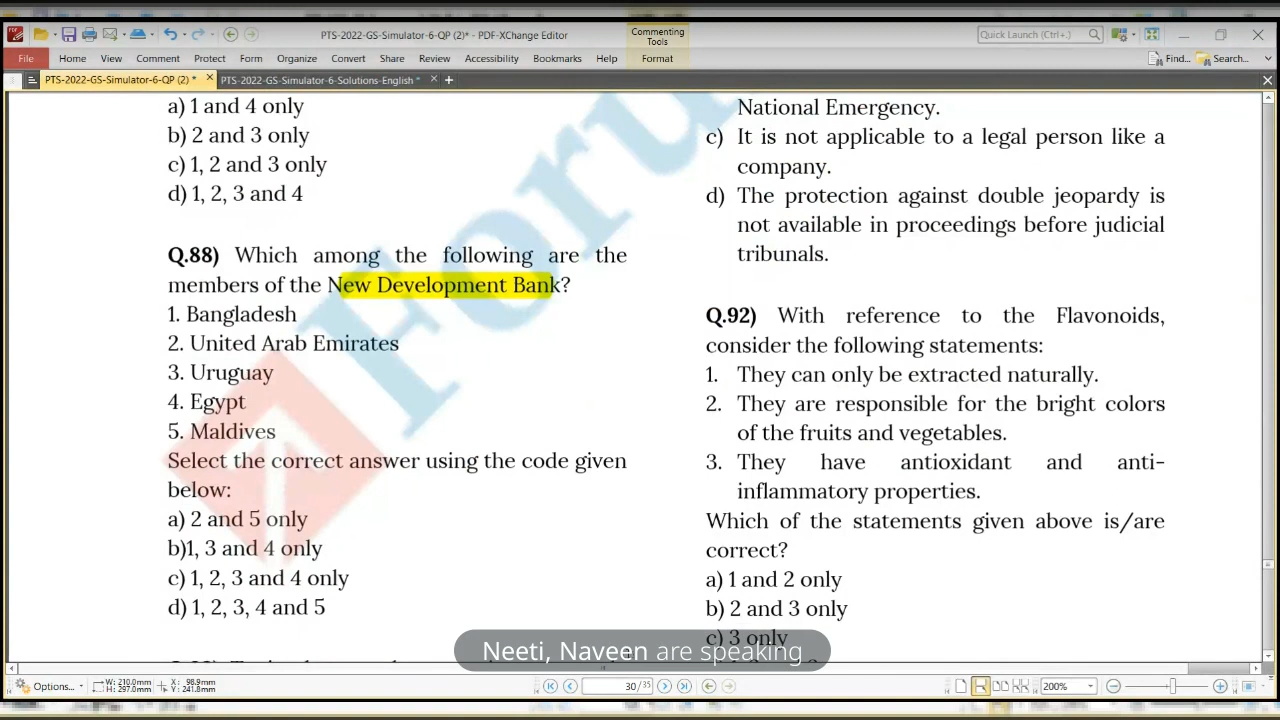 PTS-2022-GS-Simulator-6-QP (2)* - PDF-XChange Editor
Commenting
Tools
Quick Launch (Ctrl+.)
File Home View Comment Protect Form Organize Convert Share Review Accessibility Bookmarks Help Format Find... Search...
PTS-2022-GS-Simulator-6-QP (2) * PTS-2022-GS-Simulator-6-Solutions-English *
a) 1 and 4 only
b) 2 and 3 only
c) 1, 2 and 3 only
d) 1, 2, 3 and 4
Q.88) Which among the following are the
members of the New Development Bank?
1. Bangladesh
2. United Arab Emirates
3. Uruguay
4. Egypt
5. Maldives
Select the correct answer using the code given
below:
a) 2 and 5 only
b)1, 3 and 4 only
c) 1, 2, 3 and 4 only
d) 1, 2, 3, 4 and 5
National Emergency.
c) It is not applicable to a legal person like a
company.
d) The protection against double jeopardy is
not available in proceedings before judicial
tribunals.
Q.92) With reference to the Flavonoids,
consider the following statements:
1. They can only be extracted naturally.
2. They are responsible for the bright colors
of the fruits and vegetables.
3. They have antioxidant and anti-
inflammatory properties.
Which of the statements given above is/are
correct?
a) 1 and 2 only
b) 2 and 3 only
c) 3 only
Foru
Neeti, Naveen are speaking
Options... W: 210.0mm X: 98.9mm 30/35 200%
H: 297.0mm Y: 241.8mm